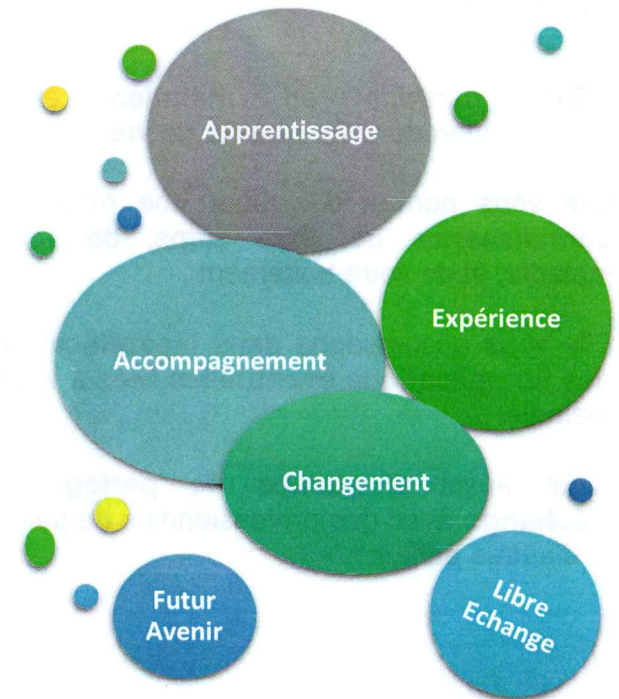 Apprentissage
Expérience
Accompagnement
Changement
Futur
Avenir
Libre
Echange